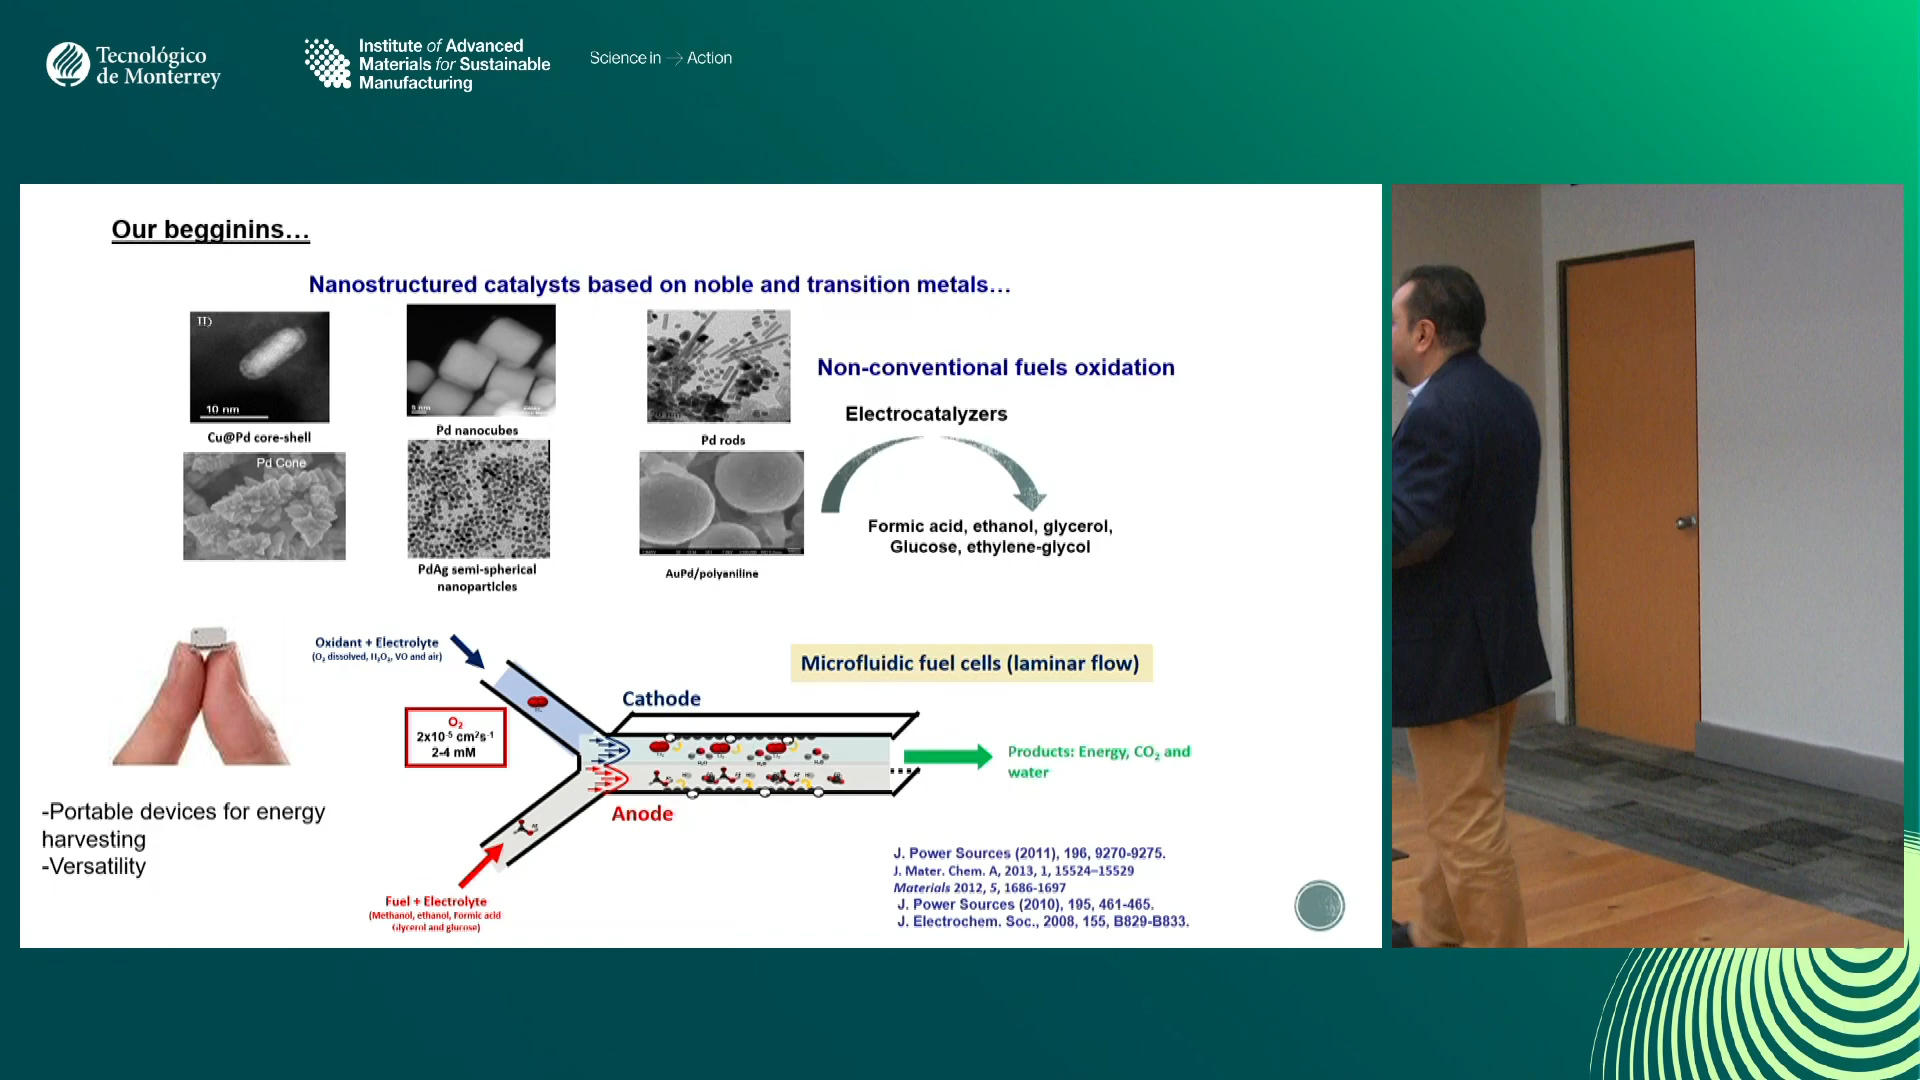 Tecnológico
de Monterrey
Institute of Advanced
Materials for Sustainable
Manufacturing
Science in → Action
Our begginins…
Nanostructured catalysts based on noble and transition metals…
10 nm
Cu@Pd core-shell
5 nm
Pd nanocubes
Pd rods
Non-conventional fuels oxidation
Electrocatalyzers
Formic acid, ethanol, glycerol,
Glucose, ethylene-glycol
Pd Cone
PdAg semi-spherical
nanoparticles
AuPd/polyaniline
Oxidant + Electrolyte
(O₂ dissolved, H₂O₂, VO and air)
Microfluidic fuel cells (laminar flow)
Cathode
O₂
2x10⁻⁵ cm²s⁻¹
2-4 mM
Products: Energy, CO₂ and
water
Anode
-Portable devices for energy
harvesting
-Versatility
Fuel + Electrolyte
(Methanol, ethanol, Formic acid
Glycerol and glucose)
J. Power Sources (2011), 196, 9270-9275.
J. Mater. Chem. A, 2013, 1, 15524–15529
Materials 2012, 5, 1686-1697
J. Power Sources (2010), 195, 461-465.
J. Electrochem. Soc., 2008, 155, B829-B833.